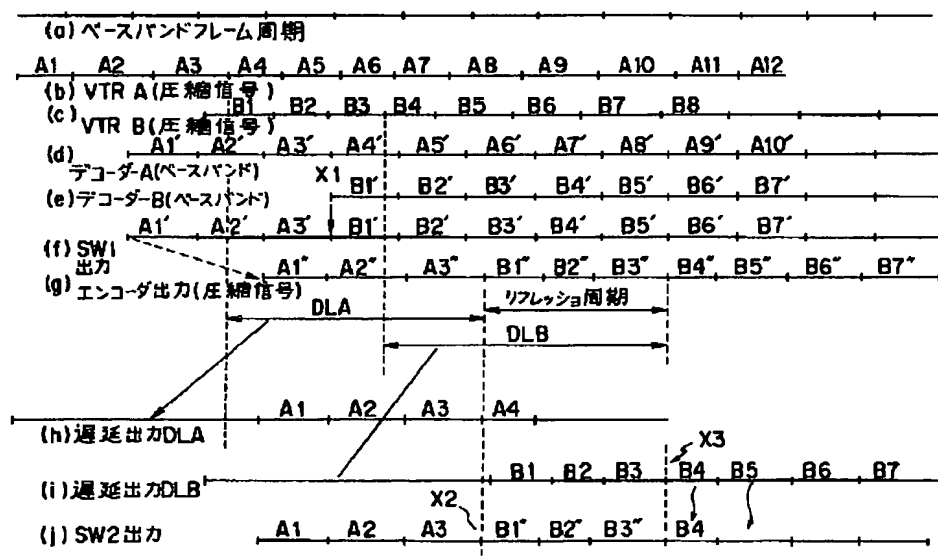 (a) ベースバンドフレーム周期
A1 A2 A3 A4 A5 A6 A7 A8 A9 A10 A11 A12
(b) VTR A(圧縮信号)
(c) B1 B2 B3 B4 B5 B6 B7 B8
VTR B(圧縮信号)
(d) A1' A2' A3' A4' A5' A6' A7' A8' A9' A10'
デコーダーA(ベースバンド)
X1
B1' B2' B3' B4' B5' B6' B7'
(e) デコーダーB(ベースバンド)
A1' A2' A3' B1' B2' B3' B4' B5' B6' B7'
(f) SW1
出力
A1" A2" A3" B1" B2" B3" B4" B5" B6" B7"
(g) エンコーダ出力(圧縮信号)
DLA
リフレッショ周期
DLB
A1 A2 A3 A4
(h) 遅延出力DLA
X3
B1 B2 B3 B4 B5 B6 B7
(i) 遅延出力DLB
X2
A1 A2 A3 B1" B2" B3" B4
(j) SW2出力